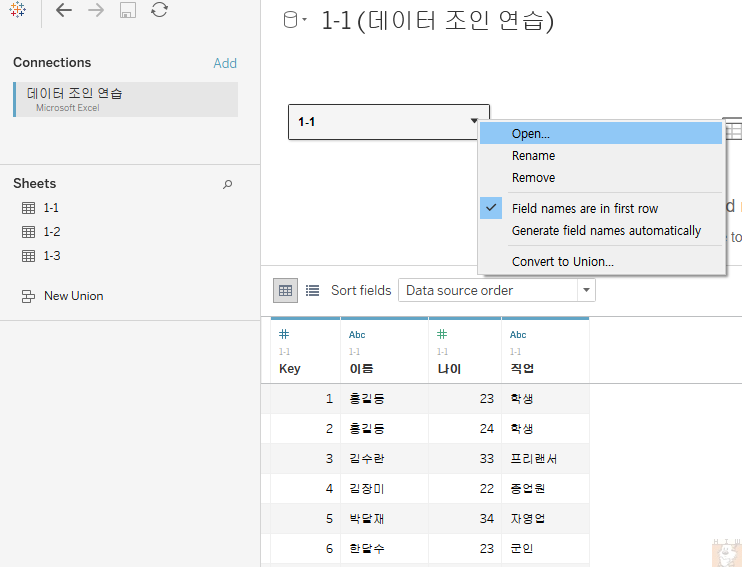 1-1 (데이터 조인 연습)
Connections
Add
데이터 조인 연습
Microsoft Excel
1-1
Open...
Rename
Remove
Field names are in first row
Generate field names automatically
Convert to Union...
Sheets
1-1
1-2
1-3
New Union
Sort fields
Data source order
# Abc # Abc
1-1 1-1 1-1 1-1
Key 이름 나이 직업
1 홍길동 23 학생
2 홍길동 24 학생
3 김수란 33 프리랜서
4 김장미 22 종업원
5 박달재 34 자영업
6 한달수 23 군인